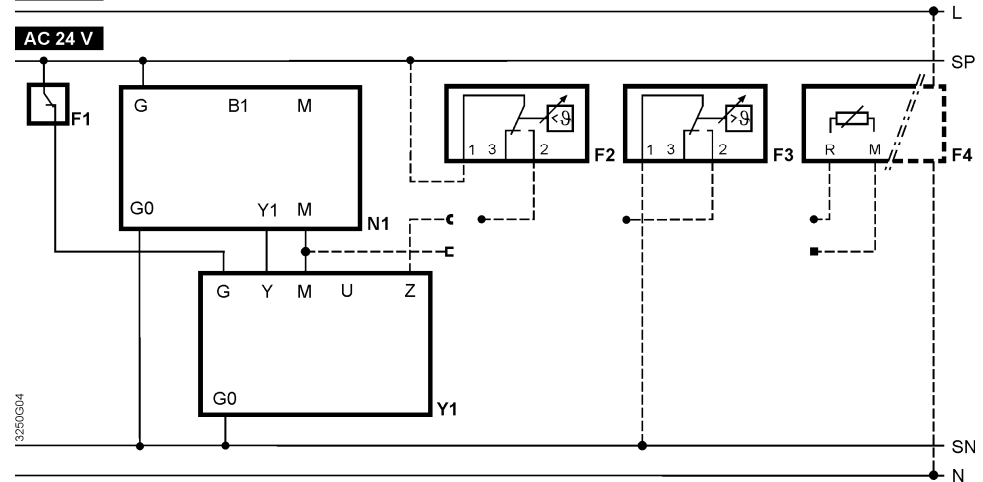 L
AC 24 V
SP
G B1 M
F1
<ϑ
>ϑ
1 3 2
1 3 2
R M
F2
F3
F4
G0 Y1 M
N1
G Y M U Z
G0
Y1
3250G04
SN
N